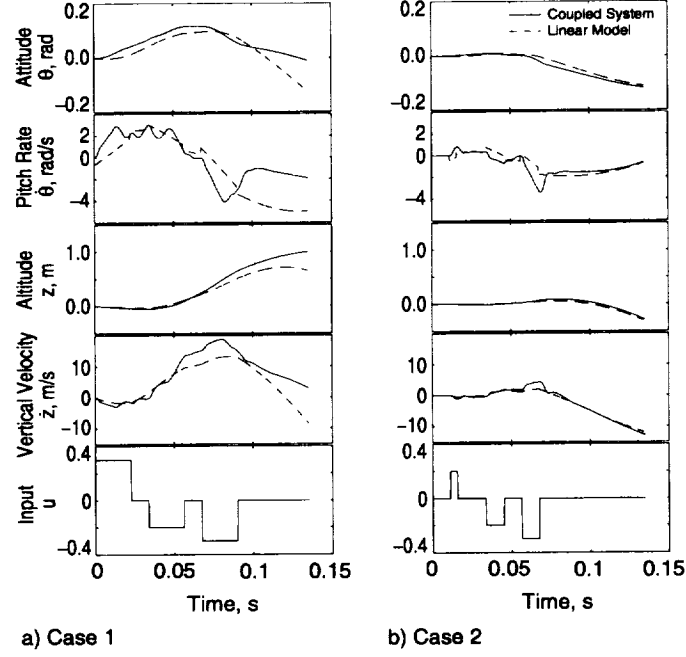 Coupled System
Linear Model
Attitude
θ, rad
0.2
0.0
−0.2
0.2
0.0
−0.2
Pitch Rate
θ̇, rad/s
2
0
−4
2
0
−4
Altitude
z, m
1.0
0.0
1.0
0.0
Vertical Velocity
ż, m/s
10
0
−10
10
0
−10
Input
u
0.4
0
−0.4
0.4
0
−0.4
0 0.05 0.10 0.15
0 0.05 0.10 0.15
Time, s
Time, s
a) Case 1
b) Case 2